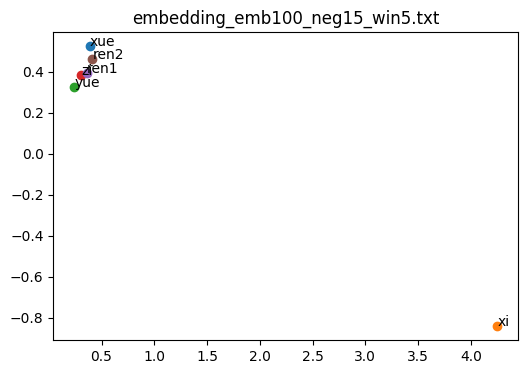 embedding_emb100_neg15_win5.txt
xue
ren2
zi
ren1
yue
xi
0.4
0.2
0.0
−0.2
−0.4
−0.6
−0.8
0.5 1.0 1.5 2.0 2.5 3.0 3.5 4.0